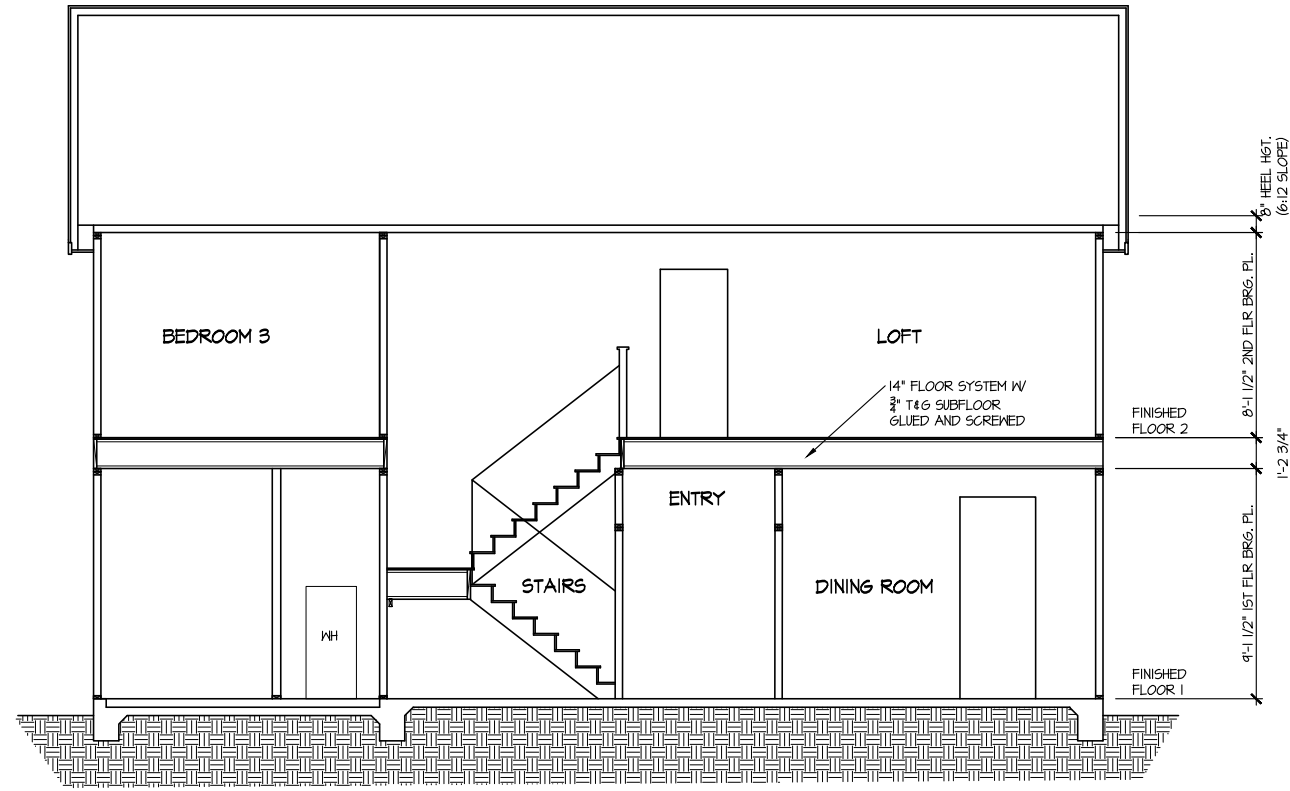 8" HEEL HGT.
(6:12 SLOPE)
BEDROOM 3
LOFT
8'-1 1/2" 2ND FLR BRG. PL.
14" FLOOR SYSTEM W/
3/4" T&G SUBFLOOR
GLUED AND SCREWED
FINISHED
FLOOR 2
1'-2 3/4"
ENTRY
STAIRS
DINING ROOM
WH
9'-1 1/2" 1ST FLR BRG. PL.
FINISHED
FLOOR 1